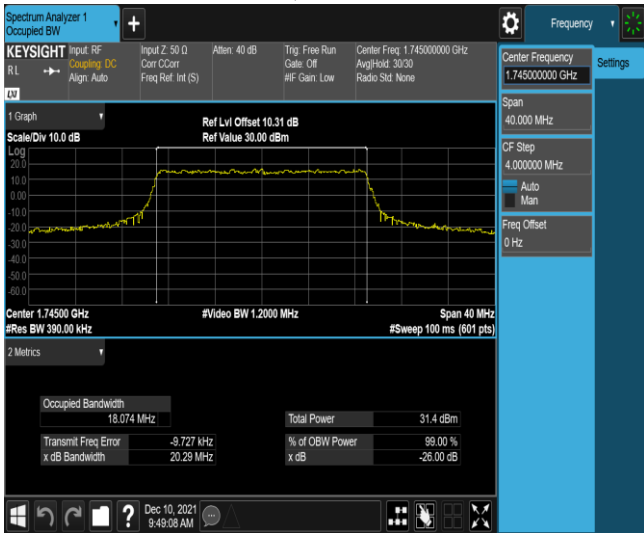 Spectrum Analyzer 1
Occupied BW
Frequency
KEYSIGHT
RL
LXI
Input: RF
Coupling: DC
Align: Auto
Input Z: 50 Ω
Corr CCorr
Freq Ref: Int (S)
Atten: 40 dB
Trig: Free Run
Gate: Off
#IF Gain: Low
Center Freq: 1.745000000 GHz
Avg|Hold: 30/30
Radio Std: None
Center Frequency
1.745000000 GHz
Settings
Span
40.000 MHz
CF Step
4.000000 MHz
Auto
Man
Freq Offset
0 Hz
1 Graph
Scale/Div 10.0 dB
Ref Lvl Offset 10.31 dB
Ref Value 30.00 dBm
Log
20.0
10.0
0.00
-10.0
-20.0
-30.0
-40.0
-50.0
-60.0
Center 1.74500 GHz
#Res BW 390.00 kHz
#Video BW 1.2000 MHz
Span 40 MHz
#Sweep 100 ms (601 pts)
2 Metrics
Occupied Bandwidth
18.074 MHz
Total Power 31.4 dBm
Transmit Freq Error -9.727 kHz
% of OBW Power 99.00 %
x dB Bandwidth 20.29 MHz
x dB -26.00 dB
?
Dec 10, 2021
9:49:08 AM